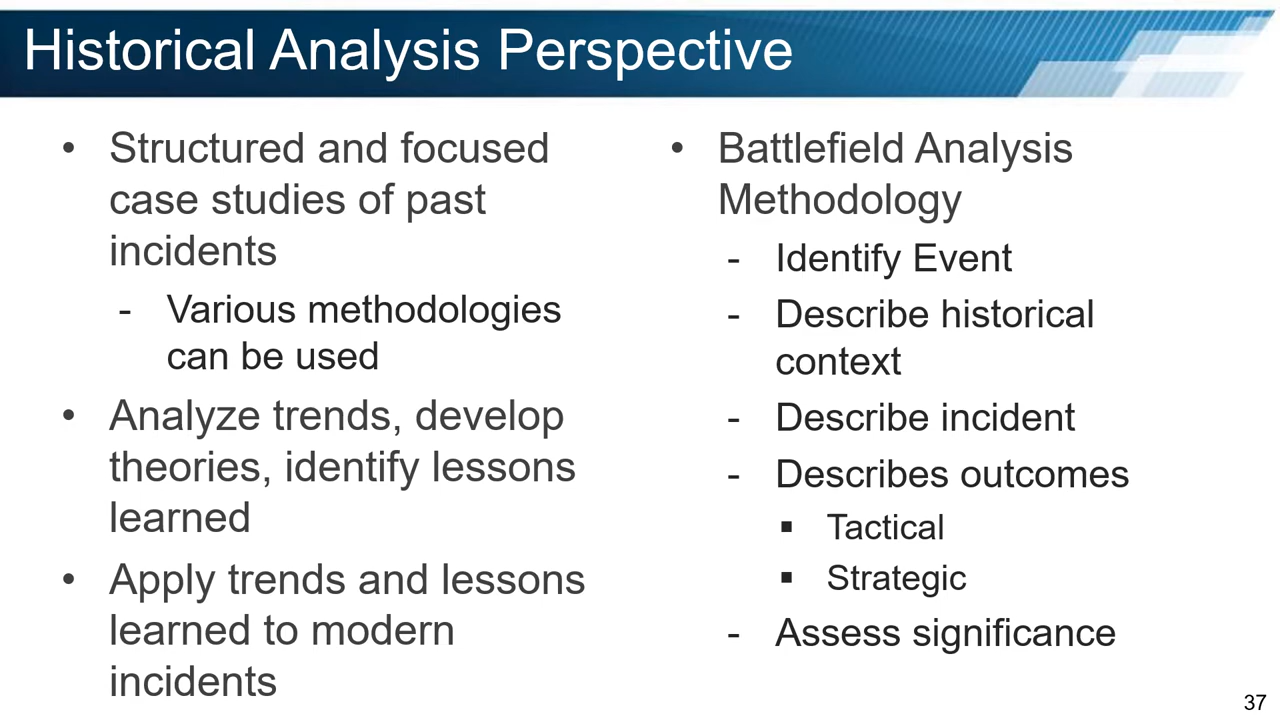 Historical Analysis Perspective
• Structured and focused
case studies of past
incidents
- Various methodologies
can be used
• Analyze trends, develop
theories, identify lessons
learned
• Apply trends and lessons
learned to modern
incidents
• Battlefield Analysis
Methodology
- Identify Event
- Describe historical
context
- Describe incident
- Describes outcomes
▪ Tactical
▪ Strategic
- Assess significance
37